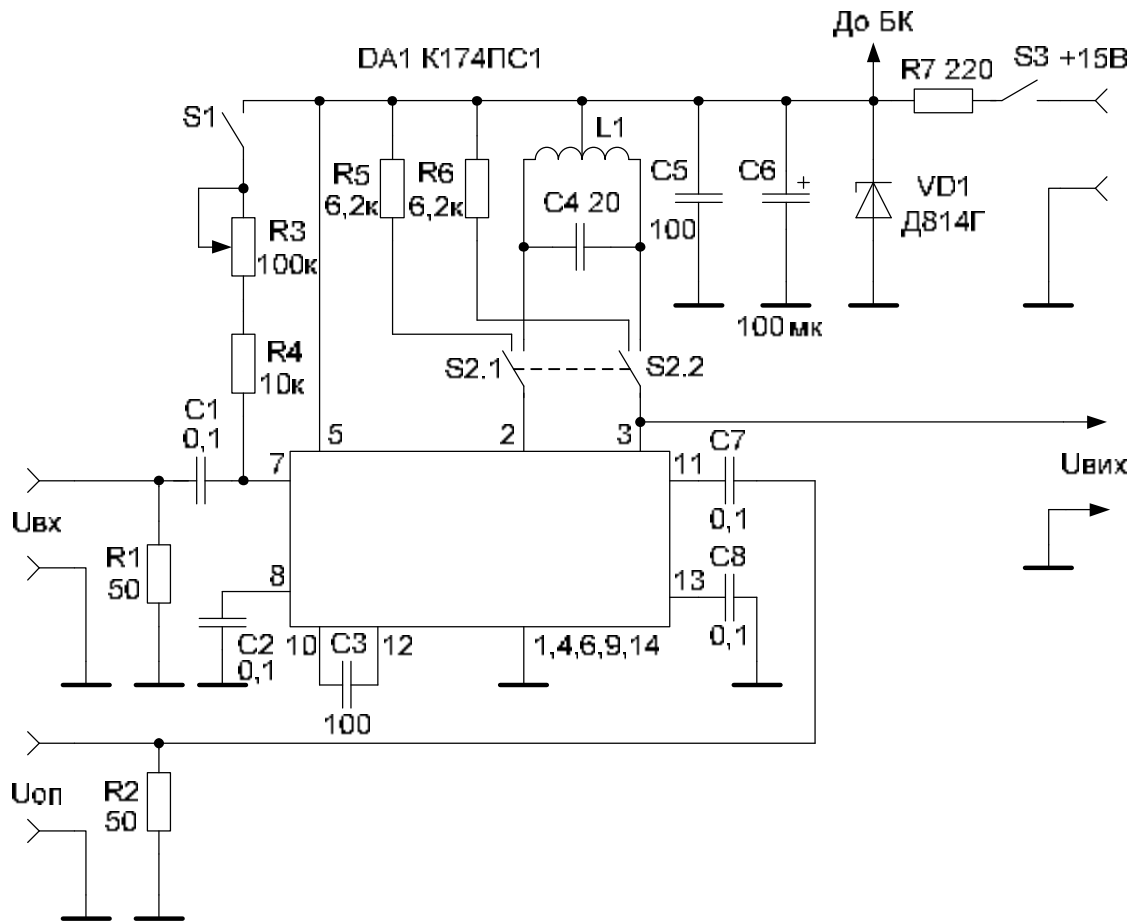 До БК
DA1 К174ПС1
R7 220
S3 +15В
S1
L1
R5
6,2к
R6
6,2к
C4 20
C5
100
C6
+
100 мк
VD1
Д814Г
R3
100к
R4
10к
S2.1
S2.2
C1
0,1
5
2
3
7
11
C7
0,1
Uвих
Uвх
R1
50
8
13
C8
0,1
C2
0,1
10
C3
12
100
1,4,6,9,14
Uоп
R2
50